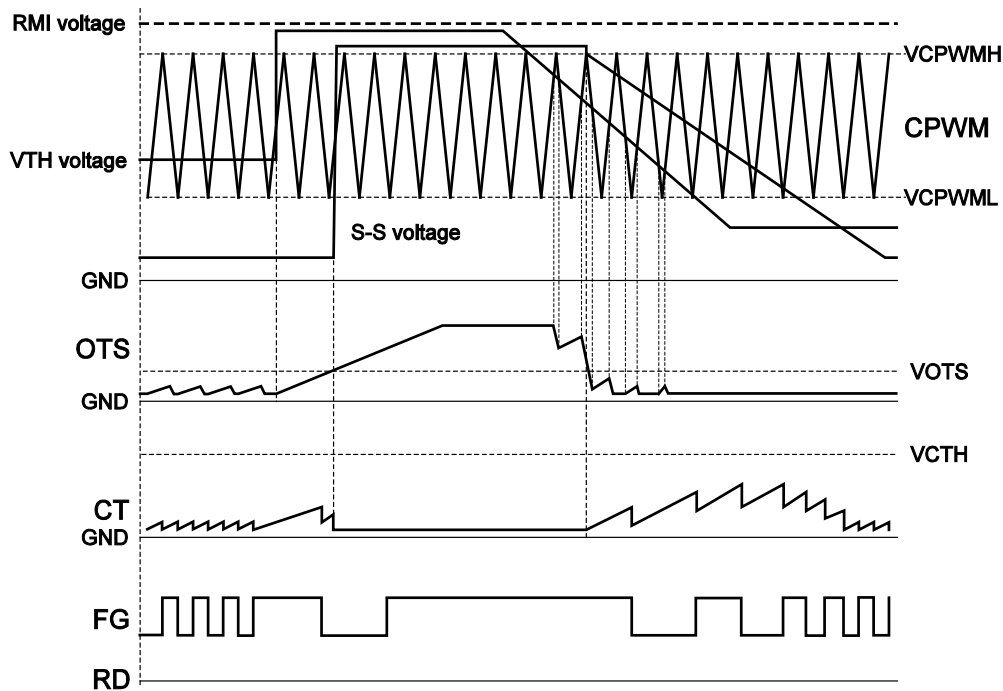 RMI voltage
VCPWMH
CPWM
VTH voltage
VCPWML
S-S voltage
GND
OTS
VOTS
GND
VCTH
CT
GND
FG
RD